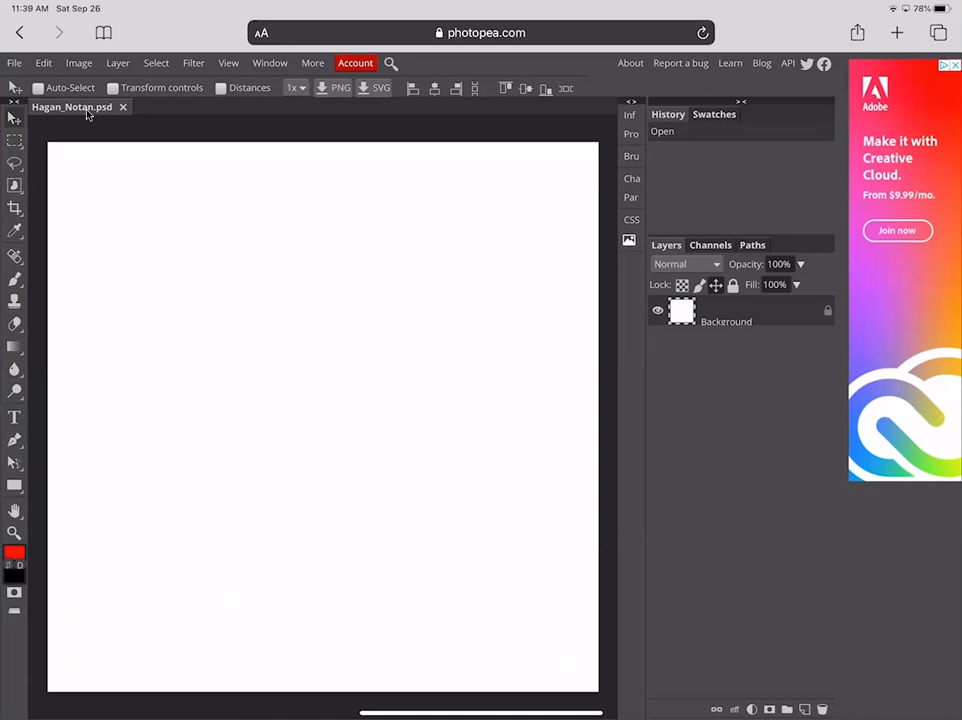 11:39 AM Sat Sep 26 78%
AA photopea.com
File Edit Image Layer Select Filter View Window More Account About Report a bug Learn Blog API
Auto-Select Transform controls Distances 1x PNG SVG
Hagan_Notan.psd
Inf
Pro
Bru
Cha
Par
CSS
History Swatches
Open
Layers Channels Paths
Normal Opacity: 100%
Lock: Fill: 100%
Background
D
eff
Adobe
Make it with
Creative
Cloud.
From $9.99/mo.
Join now